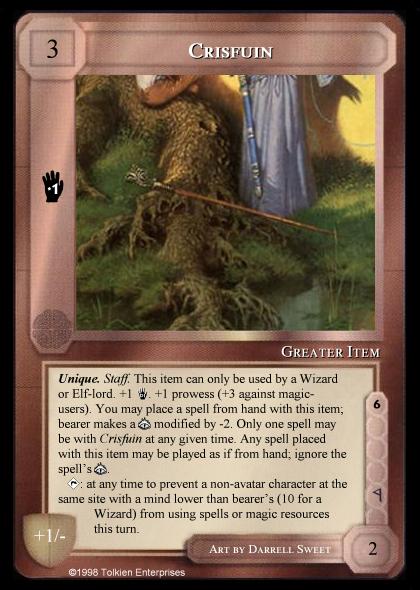 3
CRISFUIN
1
GREATER ITEM
Unique. Staff. This item can only be used by a Wizard
or Elf-lord. +1 . +1 prowess (+3 against magic-
users). You may place a spell from hand with this item;
bearer makes a modified by -2. Only one spell may
be with Crisfuin at any given time. Any spell placed
with this item may be played as if from hand; ignore the
spell's .
: at any time to prevent a non-avatar character at the
same site with a mind lower than bearer's (10 for a
Wizard) from using spells or magic resources
this turn.
6
+1/-
ART BY DARRELL SWEET
2
©1998 Tolkien Enterprises